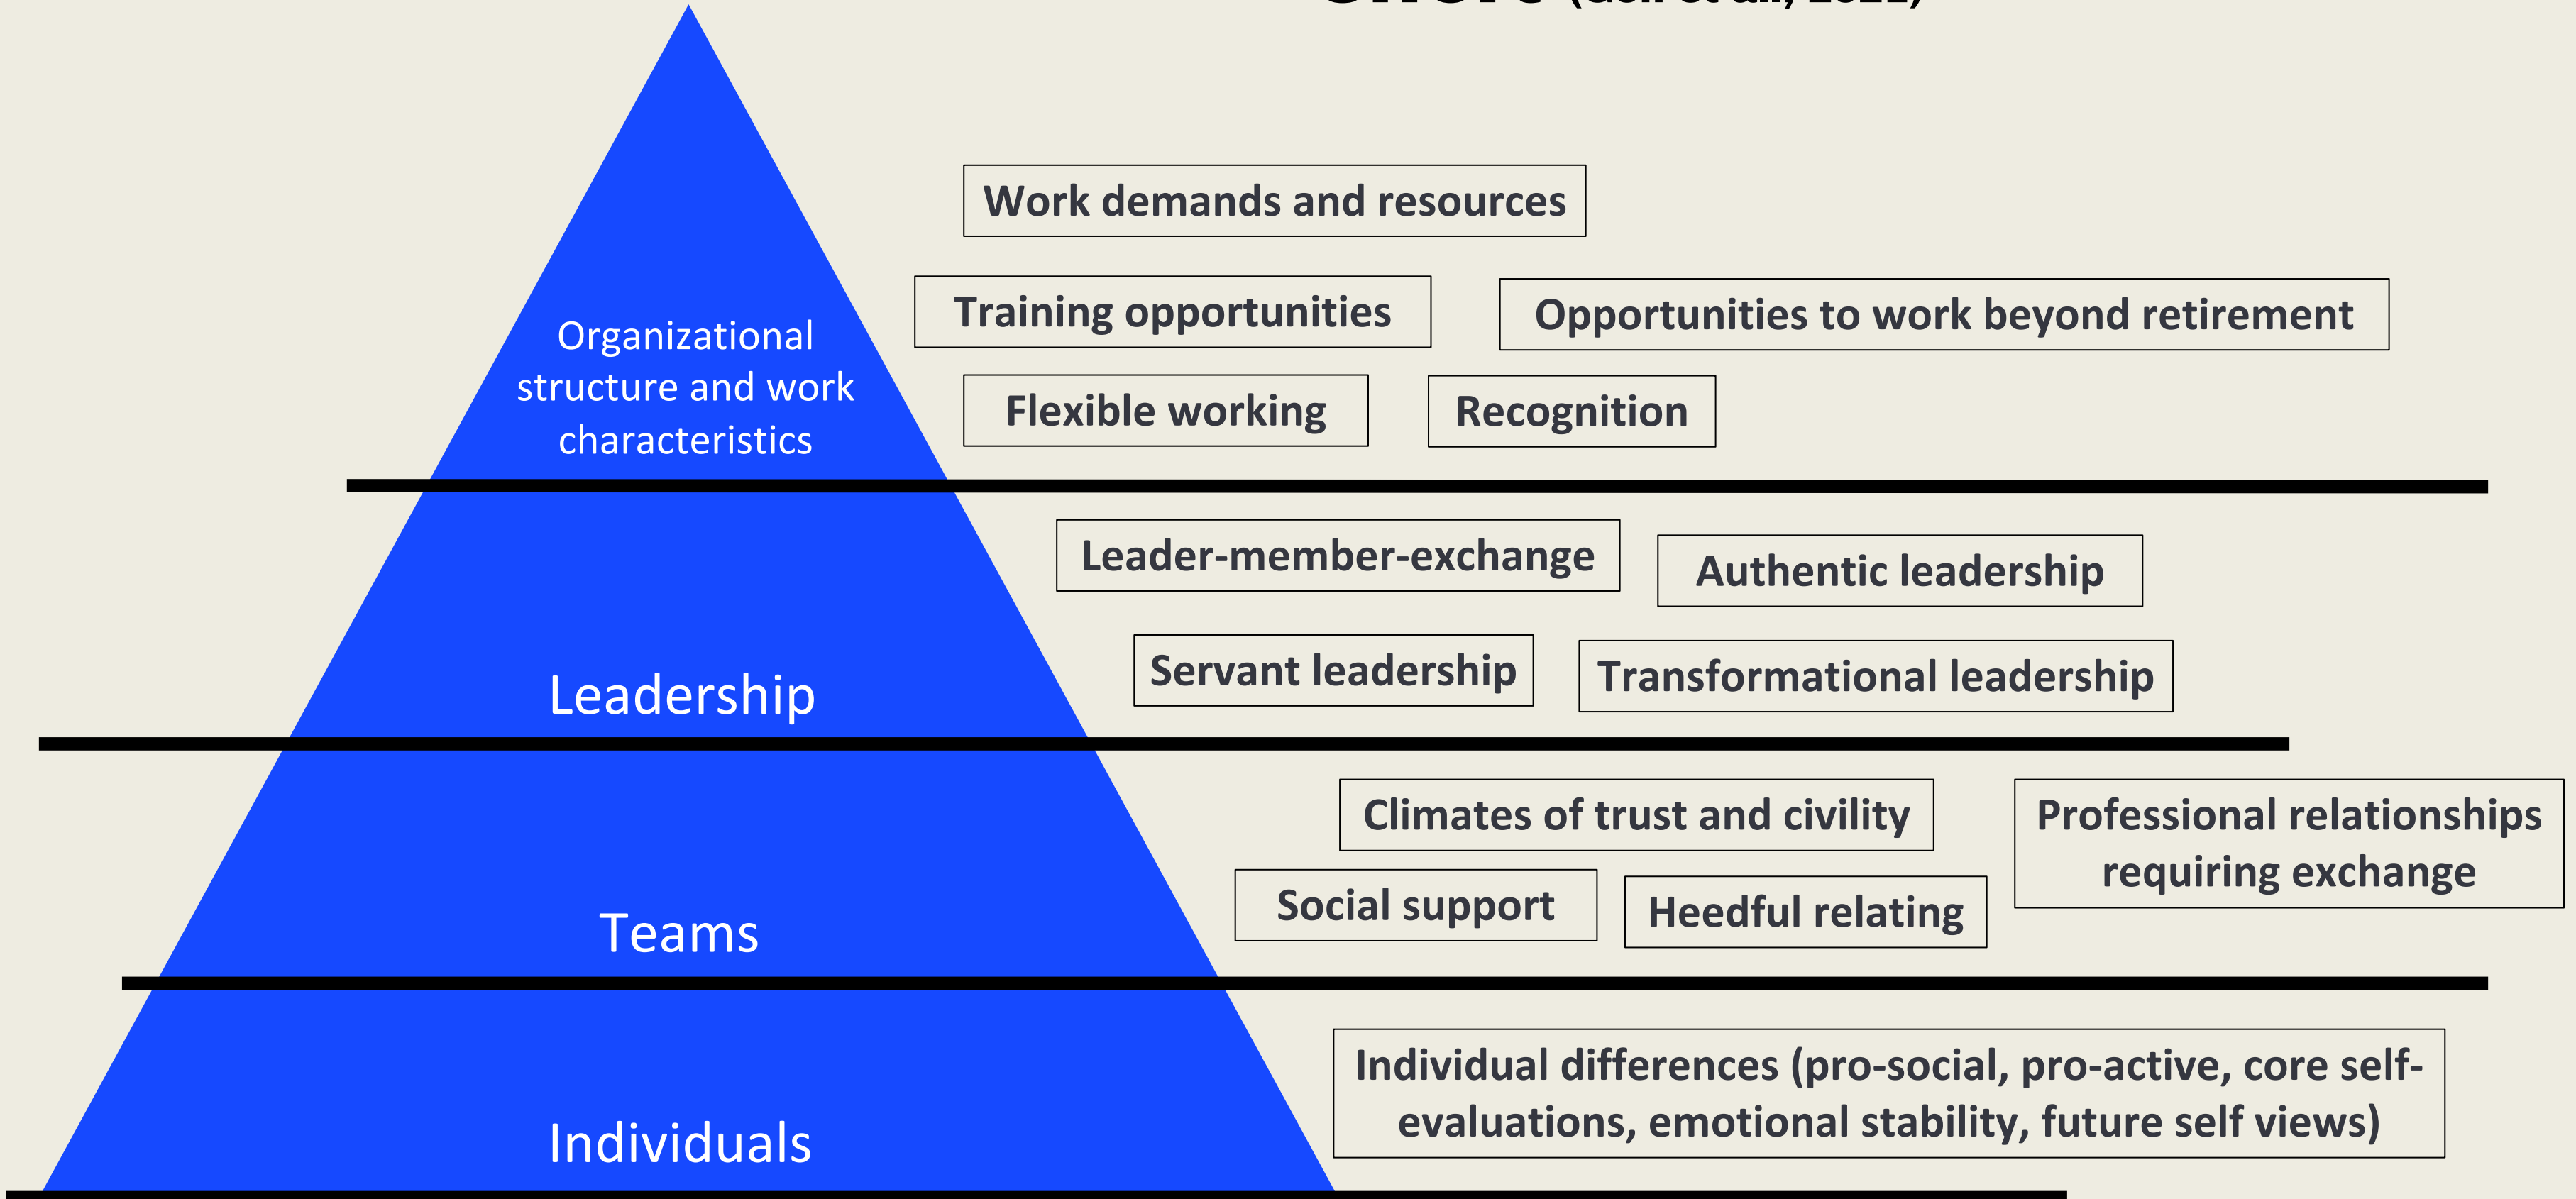 Work demands and resources
Training opportunities
Opportunities to work beyond retirement
Organizational
structure and work
characteristics
Flexible working
Recognition
Leader-member-exchange
Authentic leadership
Servant leadership
Transformational leadership
Leadership
Climates of trust and civility
Professional relationships
requiring exchange
Social support
Heedful relating
Teams
Individual differences (pro-social, pro-active, core self-
evaluations, emotional stability, future self views)
Individuals